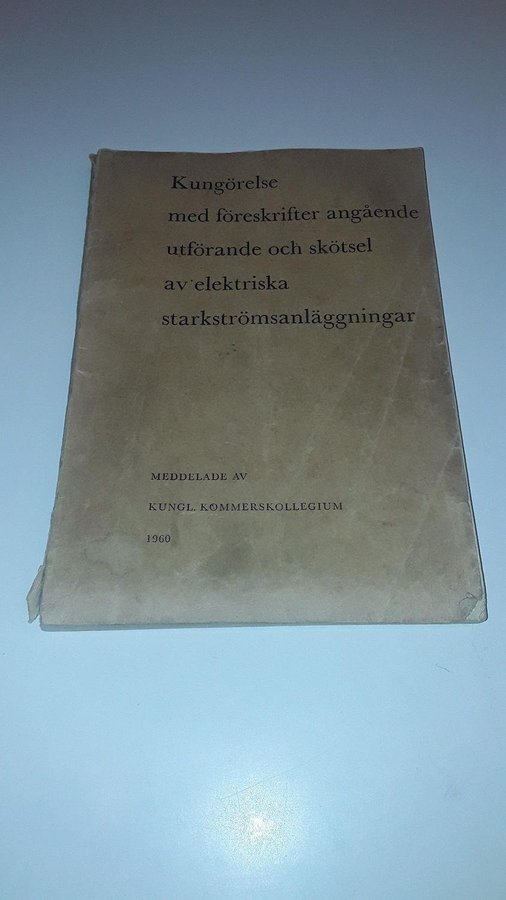 Kungörelse
med föreskrifter angående
utförande och skötsel
av elektriska
starkströmsanläggningar
MEDDELADE AV
KUNGL. KOMMERSKOLLEGIUM
1960